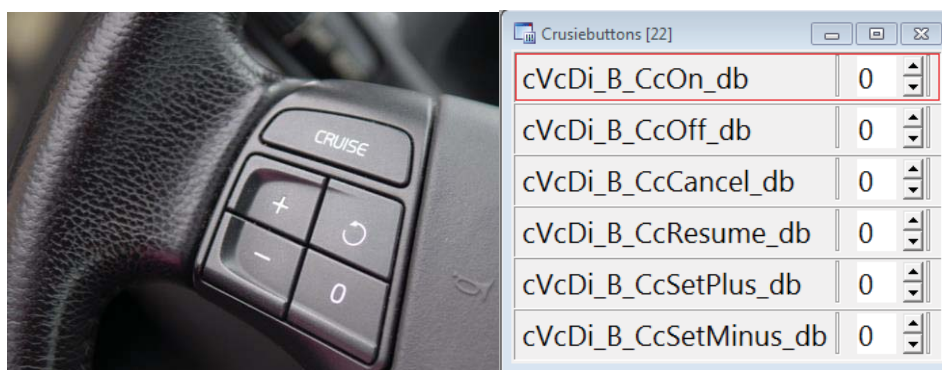 CRUISE
+
−
0
Crusiebuttons [22]
cVcDi_B_CcOn_db 0
cVcDi_B_CcOff_db 0
cVcDi_B_CcCancel_db 0
cVcDi_B_CcResume_db 0
cVcDi_B_CcSetPlus_db 0
cVcDi_B_CcSetMinus_db 0